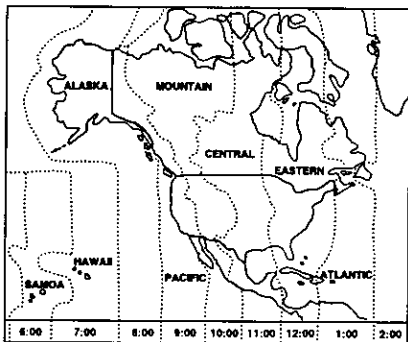 ALASKA MOUNTAIN
CENTRAL
EASTERN
HAWAII
SAMOA PACIFIC ATLANTIC
6:00 7:00 8:00 9:00 10:00 11:00 12:00 1:00 2:00